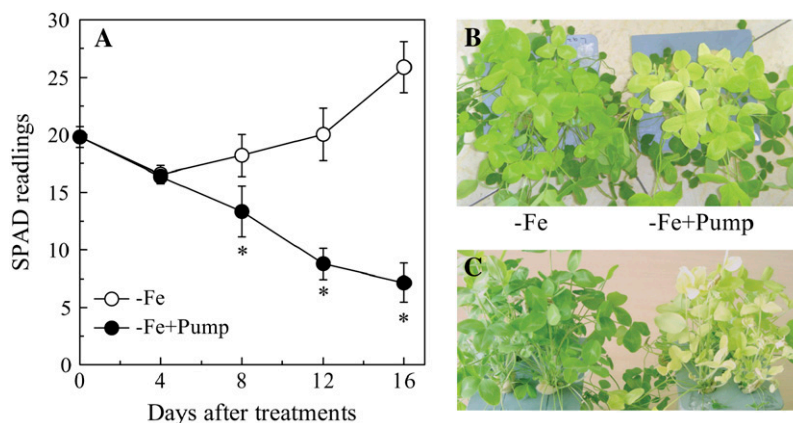 A
30
25
20
15
10
5
0
SPAD readlings
-Fe
-Fe+Pump
*
*
*
0 4 8 12 16
Days after treatments
B
-Fe -Fe+Pump
C